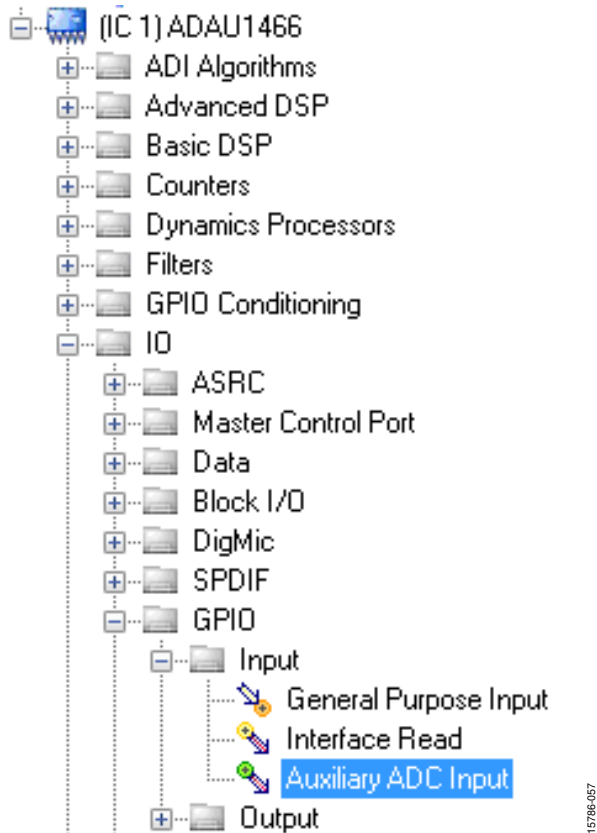 (IC 1) ADAU1466
ADI Algorithms
Advanced DSP
Basic DSP
Counters
Dynamics Processors
Filters
GPIO Conditioning
IO
ASRC
Master Control Port
Data
Block I/O
DigMic
SPDIF
GPIO
Input
General Purpose Input
Interface Read
Auxiliary ADC Input
Output
15786-057